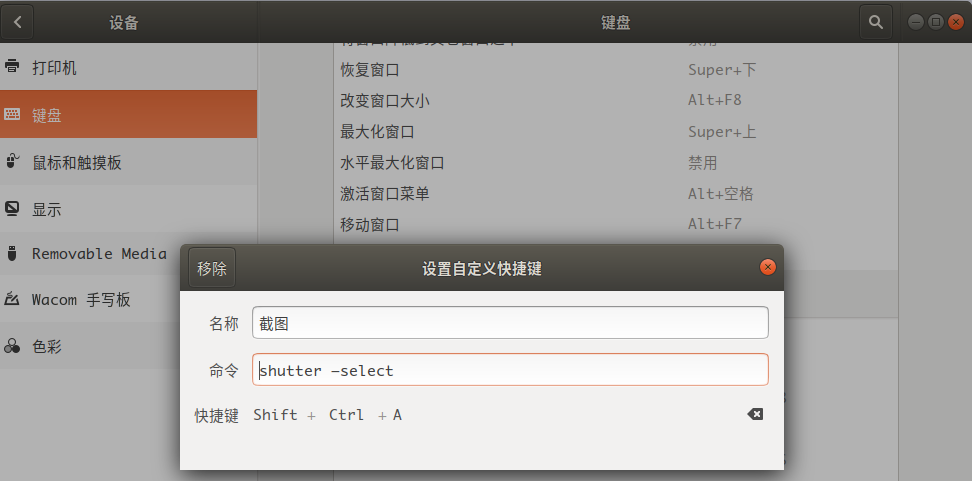 设备
键盘
打印机
键盘
鼠标和触摸板
显示
Removable Media
Wacom 手写板
色彩
恢复窗口 Super+下
改变窗口大小 Alt+F8
最大化窗口 Super+上
水平最大化窗口 禁用
激活窗口菜单 Alt+空格
移动窗口 Alt+F7
移除
设置自定义快捷键
名称 截图
命令 shutter –select
快捷键 Shift + Ctrl + A